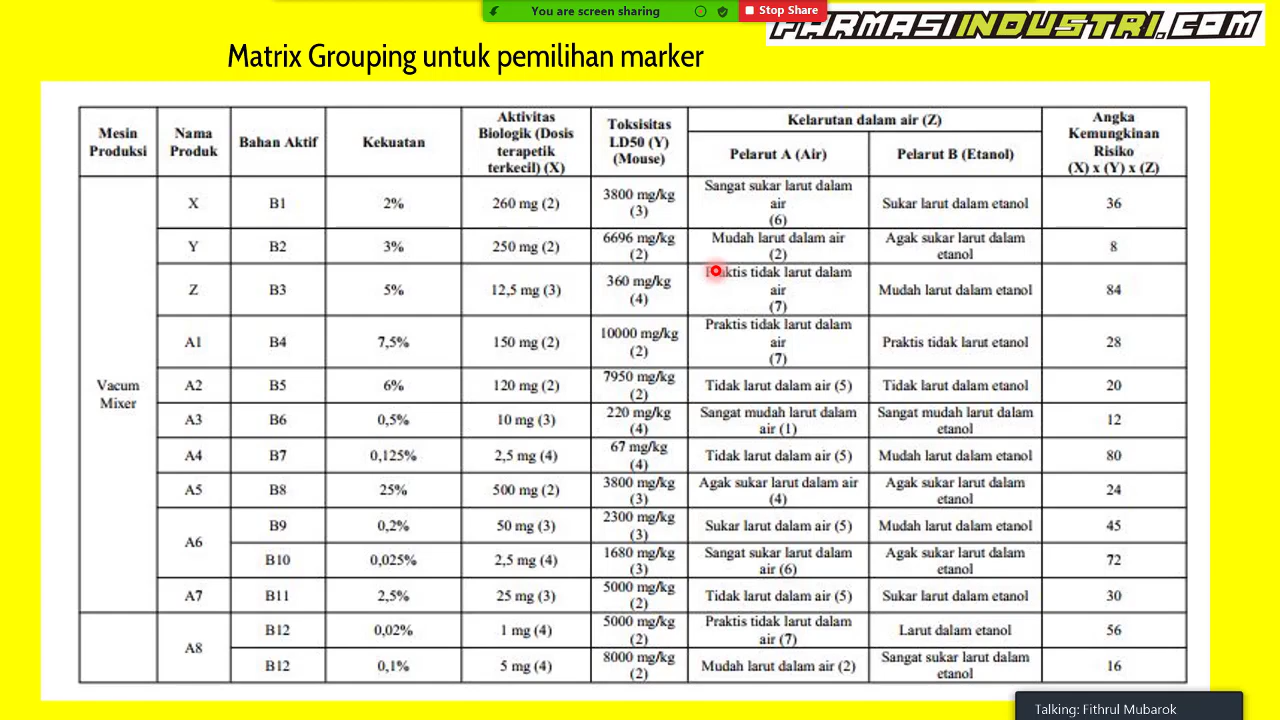 You are screen sharing
Stop Share
FARMASIINDUSTRI.COM
Matrix Grouping untuk pemilihan marker
Mesin
Produksi
Nama
Produk
Bahan Aktif
Kekuatan
Aktivitas
Biologik (Dosis
terapetik
terkecil) (X)
Toksisitas
LD50 (Y)
(Mouse)
Kelarutan dalam air (Z)
Pelarut A (Air)
Pelarut B (Etanol)
Angka
Kemungkinan
Risiko
(X) x (Y) x (Z)
Vacum
Mixer
X
B1
2%
260 mg (2)
3800 mg/kg
(3)
Sangat sukar larut dalam
air
(6)
Sukar larut dalam etanol
36
Y
B2
3%
250 mg (2)
6696 mg/kg
(2)
Mudah larut dalam air
(2)
Agak sukar larut dalam
etanol
8
Z
B3
5%
12,5 mg (3)
360 mg/kg
(4)
Praktis tidak larut dalam
air
(7)
Mudah larut dalam etanol
84
A1
B4
7,5%
150 mg (2)
10000 mg/kg
(2)
Praktis tidak larut dalam
air
(7)
Praktis tidak larut etanol
28
A2
B5
6%
120 mg (2)
7950 mg/kg
(2)
Tidak larut dalam air (5)
Tidak larut dalam etanol
20
A3
B6
0,5%
10 mg (3)
220 mg/kg
(4)
Sangat mudah larut dalam
air (1)
Sangat mudah larut dalam
etanol
12
A4
B7
0,125%
2,5 mg (4)
67 mg/kg
(4)
Tidak larut dalam air (5)
Mudah larut dalam etanol
80
A5
B8
25%
500 mg (2)
3800 mg/kg
(3)
Agak sukar larut dalam air
(4)
Agak sukar larut dalam
etanol
24
A6
B9
0,2%
50 mg (3)
2300 mg/kg
(3)
Sukar larut dalam air (5)
Mudah larut dalam etanol
45
B10
0,025%
2,5 mg (4)
1680 mg/kg
(3)
Sangat sukar larut dalam
air (6)
Agak sukar larut dalam
etanol
72
A7
B11
2,5%
25 mg (3)
5000 mg/kg
(2)
Tidak larut dalam air (5)
Sukar larut dalam etanol
30
A8
B12
0,02%
1 mg (4)
5000 mg/kg
(2)
Praktis tidak larut dalam
air (7)
Larut dalam etanol
56
B12
0,1%
5 mg (4)
8000 mg/kg
(2)
Mudah larut dalam air (2)
Sangat sukar larut dalam
etanol
16
Talking: Fithrul Mubarok